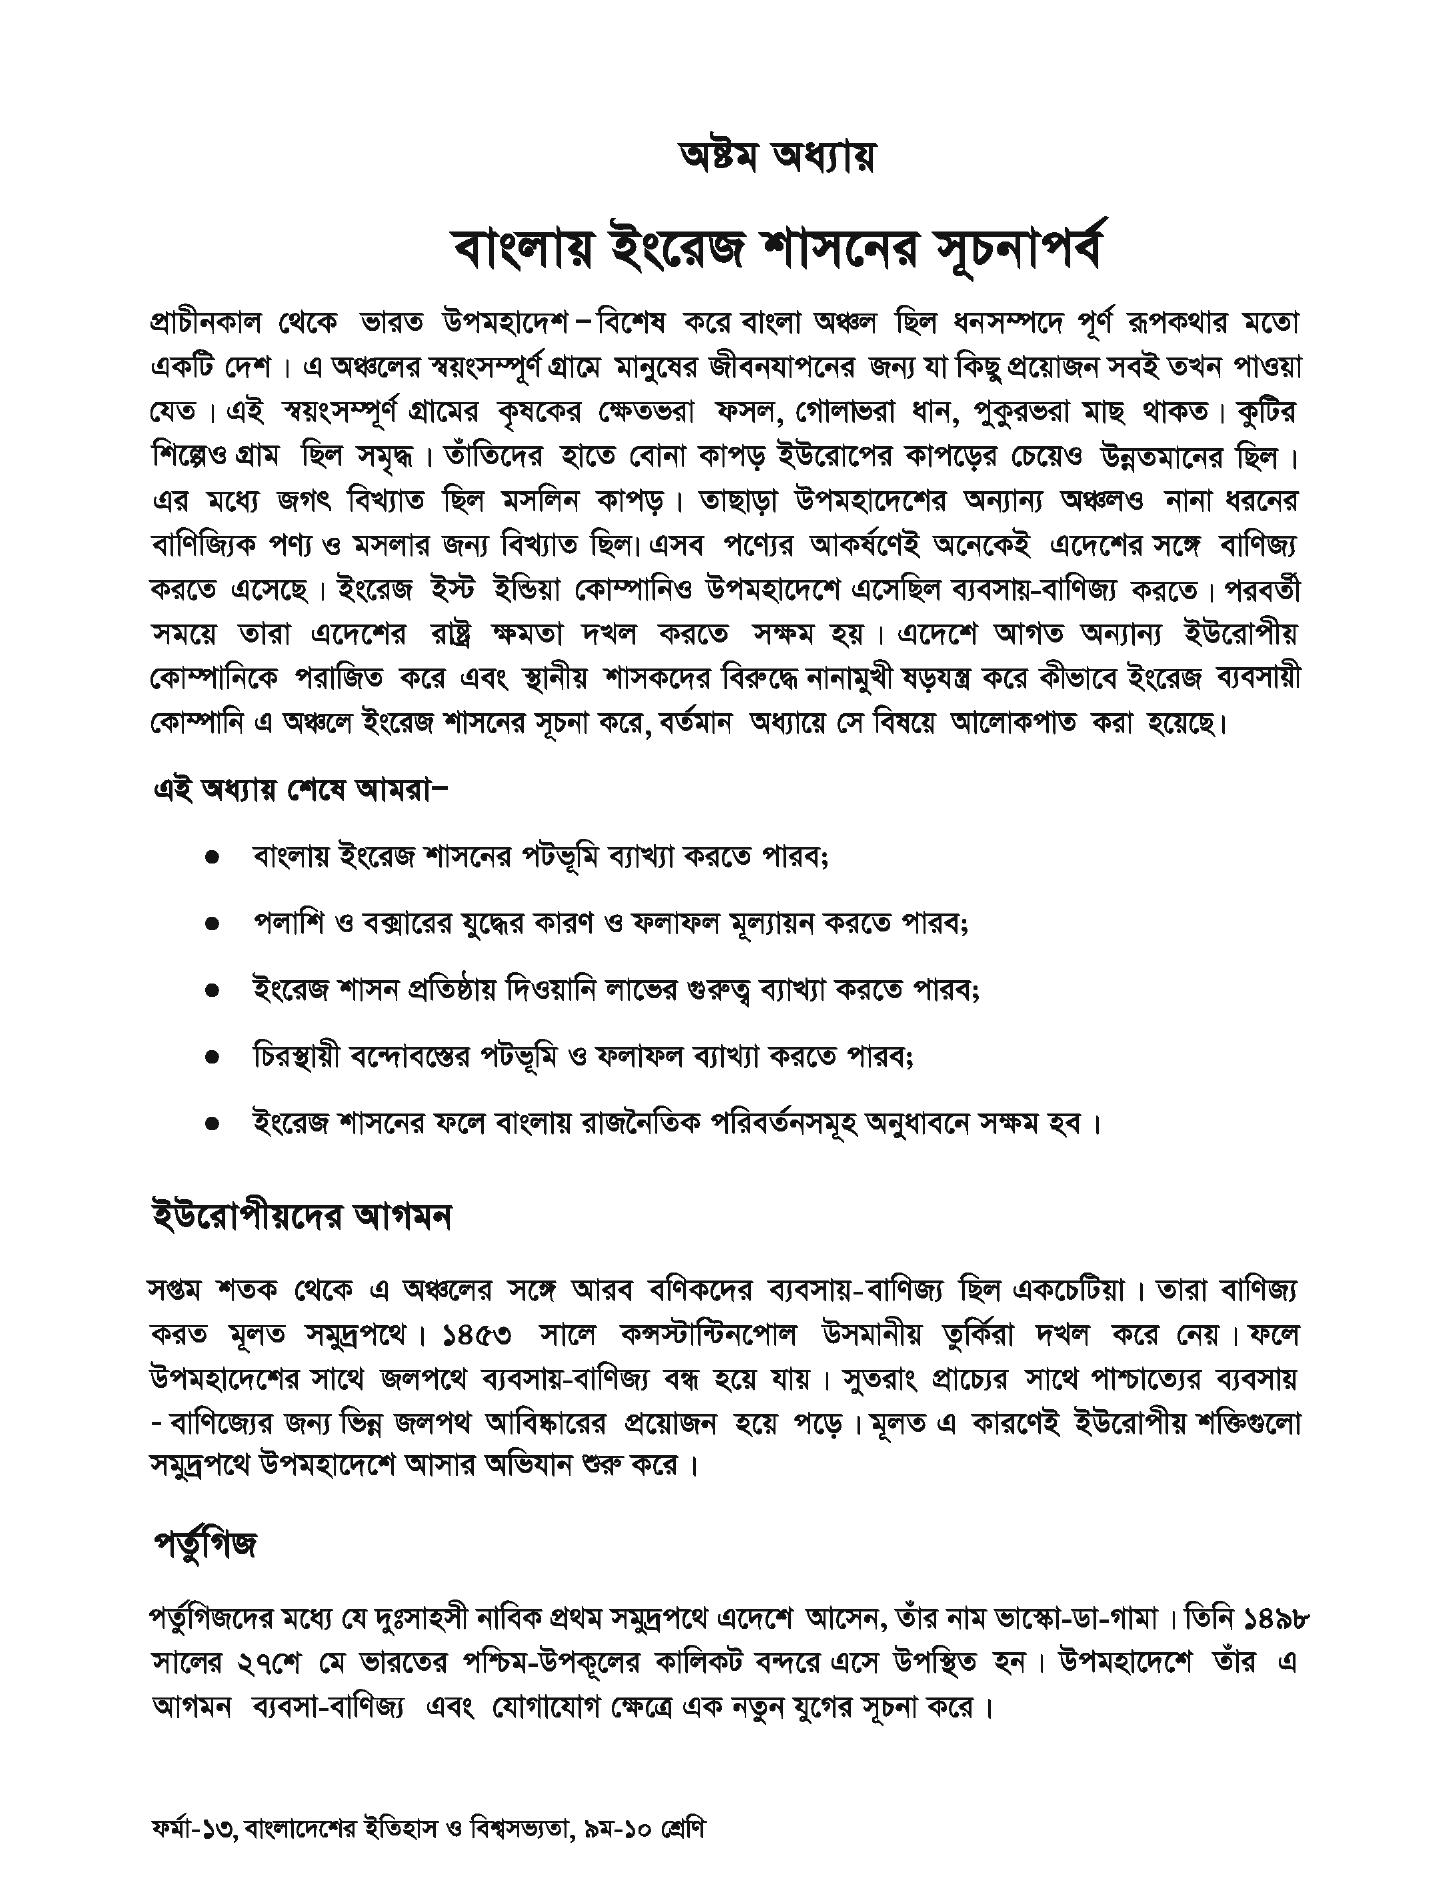 অষ্টম অধ্যায়
বাংলায় ইংরেজ শাসনের সূচনাপর্ব
প্রাচীনকাল থেকে ভারত উপমহাদেশ–বিশেষ করে বাংলা অঞ্চল ছিল ধনসম্পদে পূর্ণ রূপকথার মতো
একটি দেশ । এ অঞ্চলের স্বয়ংসম্পূর্ণ গ্রামে মানুষের জীবনযাপনের জন্য যা কিছু প্রয়োজন সবই তখন পাওয়া
যেত । এই স্বয়ংসম্পূর্ণ গ্রামের কৃষকের ক্ষেতভরা ফসল, গোলাভরা ধান, পুকুরভরা মাছ থাকত । কুটির
শিল্পেও গ্রাম ছিল সমৃদ্ধ । তাঁতিদের হাতে বোনা কাপড় ইউরোপের কাপড়ের চেয়েও উন্নতমানের ছিল ।
এর মধ্যে জগৎ বিখ্যাত ছিল মসলিন কাপড় । তাছাড়া উপমহাদেশের অন্যান্য অঞ্চলও নানা ধরনের
বাণিজ্যিক পণ্য ও মসলার জন্য বিখ্যাত ছিল। এসব পণ্যের আকর্ষণেই অনেকেই এদেশের সঙ্গে বাণিজ্য
করতে এসেছে । ইংরেজ ইস্ট ইন্ডিয়া কোম্পানিও উপমহাদেশে এসেছিল ব্যবসায়-বাণিজ্য করতে । পরবর্তী
সময়ে তারা এদেশের রাষ্ট্র ক্ষমতা দখল করতে সক্ষম হয় । এদেশে আগত অন্যান্য ইউরোপীয়
কোম্পানিকে পরাজিত করে এবং স্থানীয় শাসকদের বিরুদ্ধে নানামুখী ষড়যন্ত্র করে কীভাবে ইংরেজ ব্যবসায়ী
কোম্পানি এ অঞ্চলে ইংরেজ শাসনের সূচনা করে, বর্তমান অধ্যায়ে সে বিষয়ে আলোকপাত করা হয়েছে।
এই অধ্যায় শেষে আমরা–
● বাংলায় ইংরেজ শাসনের পটভূমি ব্যাখ্যা করতে পারব;
● পলাশি ও বক্সারের যুদ্ধের কারণ ও ফলাফল মূল্যায়ন করতে পারব;
● ইংরেজ শাসন প্রতিষ্ঠায় দিওয়ানি লাভের গুরুত্ব ব্যাখ্যা করতে পারব;
● চিরস্থায়ী বন্দোবস্তের পটভূমি ও ফলাফল ব্যাখ্যা করতে পারব;
● ইংরেজ শাসনের ফলে বাংলায় রাজনৈতিক পরিবর্তনসমূহ অনুধাবনে সক্ষম হব ।
ইউরোপীয়দের আগমন
সপ্তম শতক থেকে এ অঞ্চলের সঙ্গে আরব বণিকদের ব্যবসায়-বাণিজ্য ছিল একচেটিয়া । তারা বাণিজ্য
করত মূলত সমুদ্রপথে । ১৪৫৩ সালে কন্সস্টান্টিনপোল উসমানীয় তুর্কিরা দখল করে নেয় । ফলে
উপমহাদেশের সাথে জলপথে ব্যবসায়-বাণিজ্য বন্ধ হয়ে যায় । সুতরাং প্রাচ্যের সাথে পাশ্চাত্যের ব্যবসায়
- বাণিজ্যের জন্য ভিন্ন জলপথ আবিষ্কারের প্রয়োজন হয়ে পড়ে । মূলত এ কারণেই ইউরোপীয় শক্তিগুলো
সমুদ্রপথে উপমহাদেশে আসার অভিযান শুরু করে ।
পর্তুগিজ
পর্তুগিজদের মধ্যে যে দুঃসাহসী নাবিক প্রথম সমুদ্রপথে এদেশে আসেন, তাঁর নাম ভাস্কো-ডা-গামা । তিনি ১৪৯৮
সালের ২৭শে মে ভারতের পশ্চিম-উপকূলের কালিকট বন্দরে এসে উপস্থিত হন । উপমহাদেশে তাঁর এ
আগমন ব্যবসা-বাণিজ্য এবং যোগাযোগ ক্ষেত্রে এক নতুন যুগের সূচনা করে ।
ফর্মা-১৩, বাংলাদেশের ইতিহাস ও বিশ্বসভ্যতা, ৯ম-১০ শ্রেণি